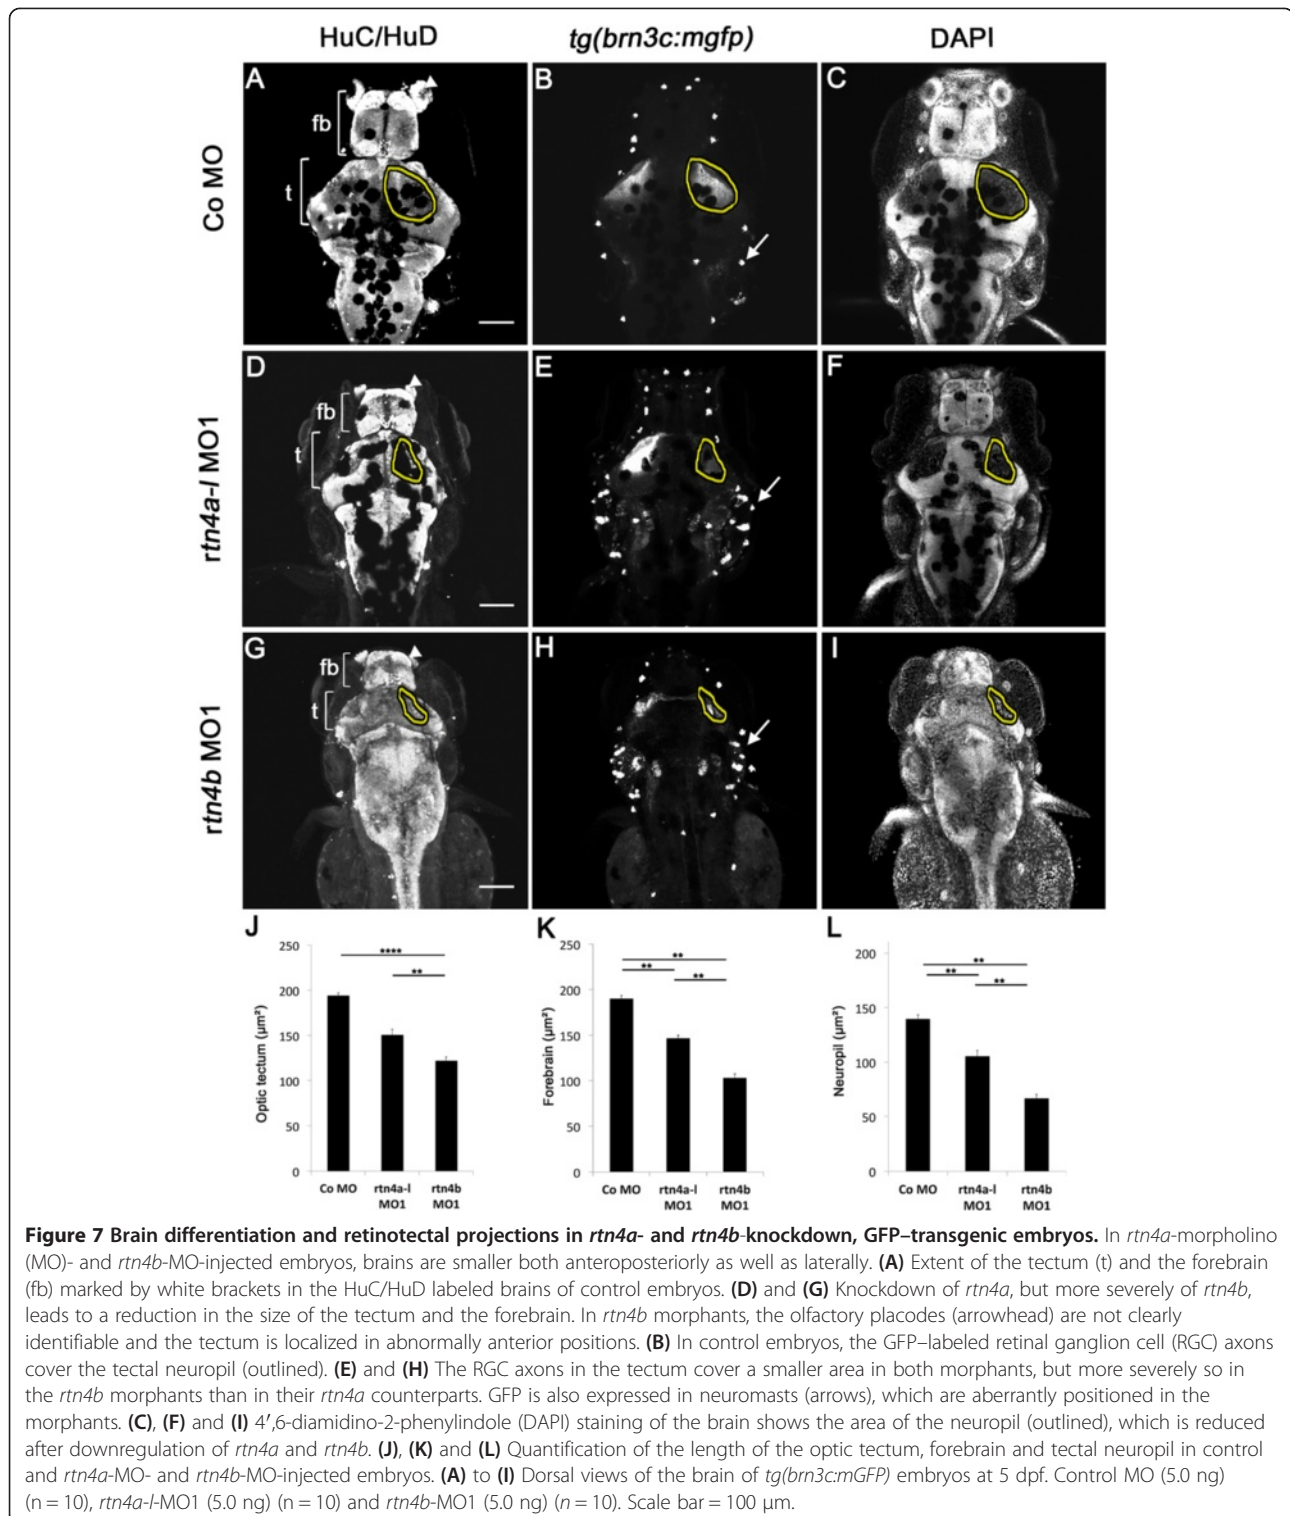 HuC/HuD tg(brn3c:mgfp) DAPI
Co MO
A
fb
t
B
C
rtn4a-l MO1
D
fb
t
E
F
rtn4b MO1
G
fb
t
H
I
J
Optic tectum (µm²)
250
200
150
100
50
0
****
**
Co MO rtn4a-l rtn4b
MO1 MO1
K
Forebrain (µm²)
250
200
150
100
50
0
**
**
**
Co MO rtn4a-l rtn4b
MO1 MO1
L
Neuropil (µm²)
200
150
100
50
0
**
**
**
Co MO rtn4a-l rtn4b
MO1 MO1
Figure 7 Brain differentiation and retinotectal projections in rtn4a- and rtn4b-knockdown, GFP–transgenic embryos. In rtn4a-morpholino
(MO)- and rtn4b-MO-injected embryos, brains are smaller both anteroposteriorly as well as laterally. (A) Extent of the tectum (t) and the forebrain
(fb) marked by white brackets in the HuC/HuD labeled brains of control embryos. (D) and (G) Knockdown of rtn4a, but more severely of rtn4b,
leads to a reduction in the size of the tectum and the forebrain. In rtn4b morphants, the olfactory placodes (arrowhead) are not clearly
identifiable and the tectum is localized in abnormally anterior positions. (B) In control embryos, the GFP–labeled retinal ganglion cell (RGC) axons
cover the tectal neuropil (outlined). (E) and (H) The RGC axons in the tectum cover a smaller area in both morphants, but more severely so in
the rtn4b morphants than in their rtn4a counterparts. GFP is also expressed in neuromasts (arrows), which are aberrantly positioned in the
morphants. (C), (F) and (I) 4′,6-diamidino-2-phenylindole (DAPI) staining of the brain shows the area of the neuropil (outlined), which is reduced
after downregulation of rtn4a and rtn4b. (J), (K) and (L) Quantification of the length of the optic tectum, forebrain and tectal neuropil in control
and rtn4a-MO- and rtn4b-MO-injected embryos. (A) to (I) Dorsal views of the brain of tg(brn3c:mGFP) embryos at 5 dpf. Control MO (5.0 ng)
(n = 10), rtn4a-l-MO1 (5.0 ng) (n = 10) and rtn4b-MO1 (5.0 ng) (n = 10). Scale bar = 100 µm.